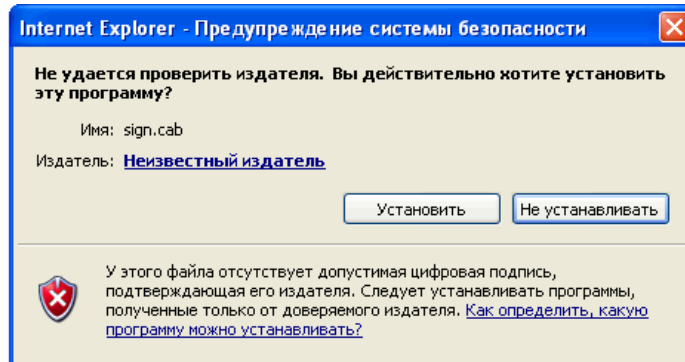 Internet Explorer - Предупреждение системы безопасности
Не удается проверить издателя. Вы действительно хотите установить
эту программу?
Имя: sign.cab
Издатель: Неизвестный издатель
Установить Не устанавливать
У этого файла отсутствует допустимая цифровая подпись,
подтверждающая его издателя. Следует устанавливать программы,
полученные только от доверяемого издателя. Как определить, какую
программу можно устанавливать?